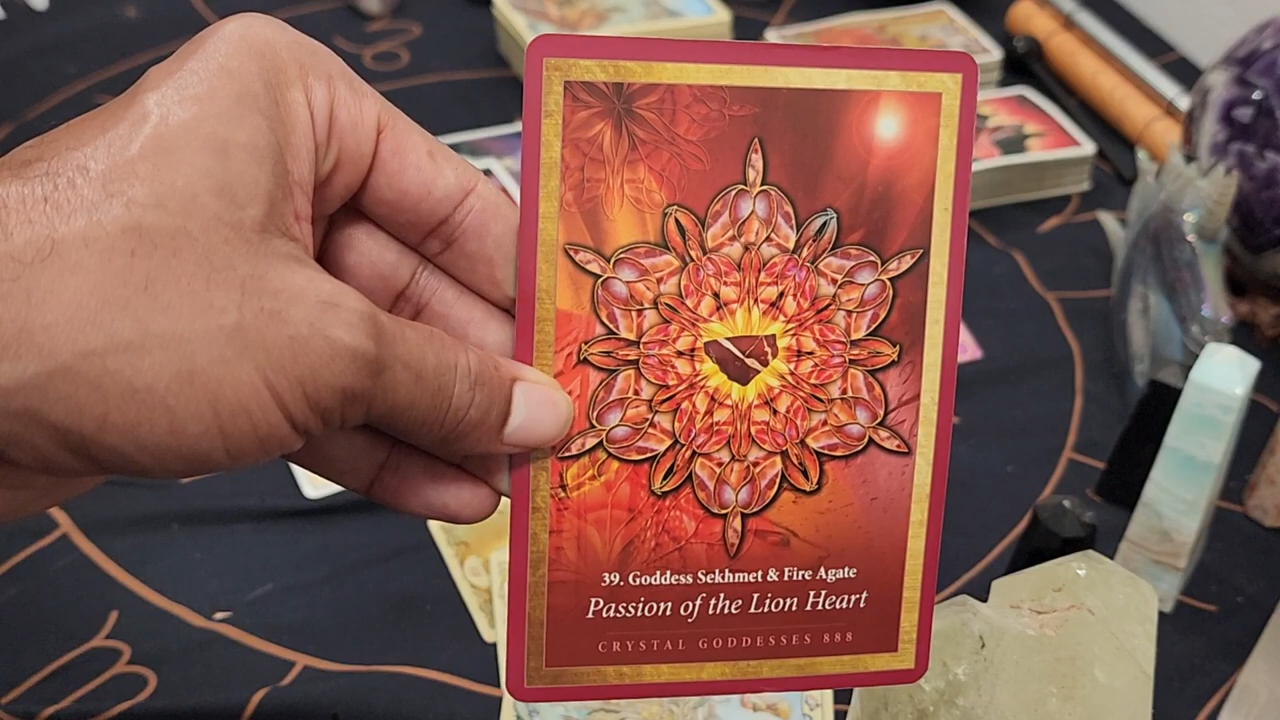 39. Goddess Sekhmet & Fire Agate
Passion of the Lion Heart
CRYSTAL GODDESSES 888